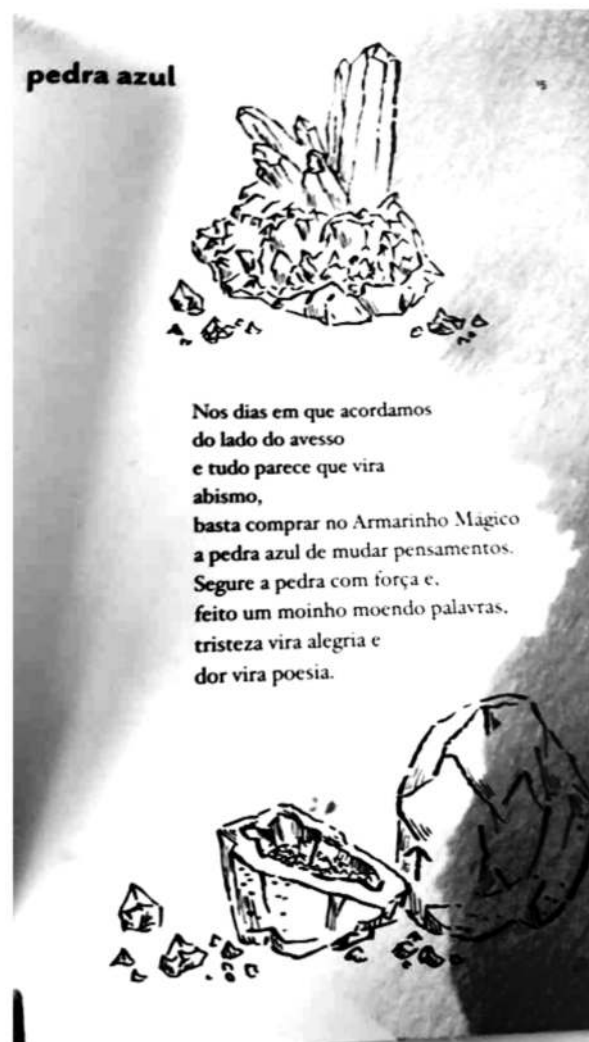 pedra azul
Nos dias em que acordamos
do lado do avesso
e tudo parece que vira
abismo,
basta comprar no Armarinho Mágico
a pedra azul de mudar pensamentos.
Segure a pedra com força e,
feito um moinho moendo palavras,
tristeza vira alegria e
dor vira poesia.